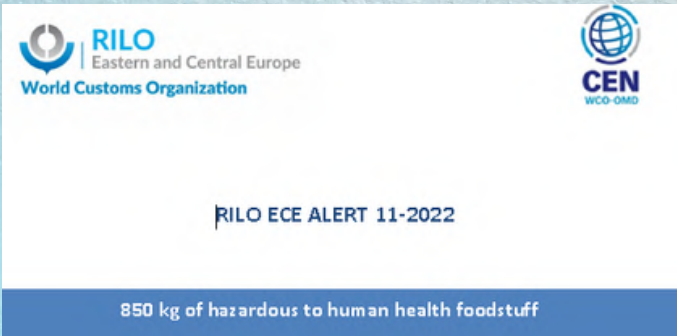 RILO
Eastern and Central Europe
World Customs Organization
CEN
WCO-OMD
RILO ECE ALERT 11-2022
850 kg of hazardous to human health foodstuff